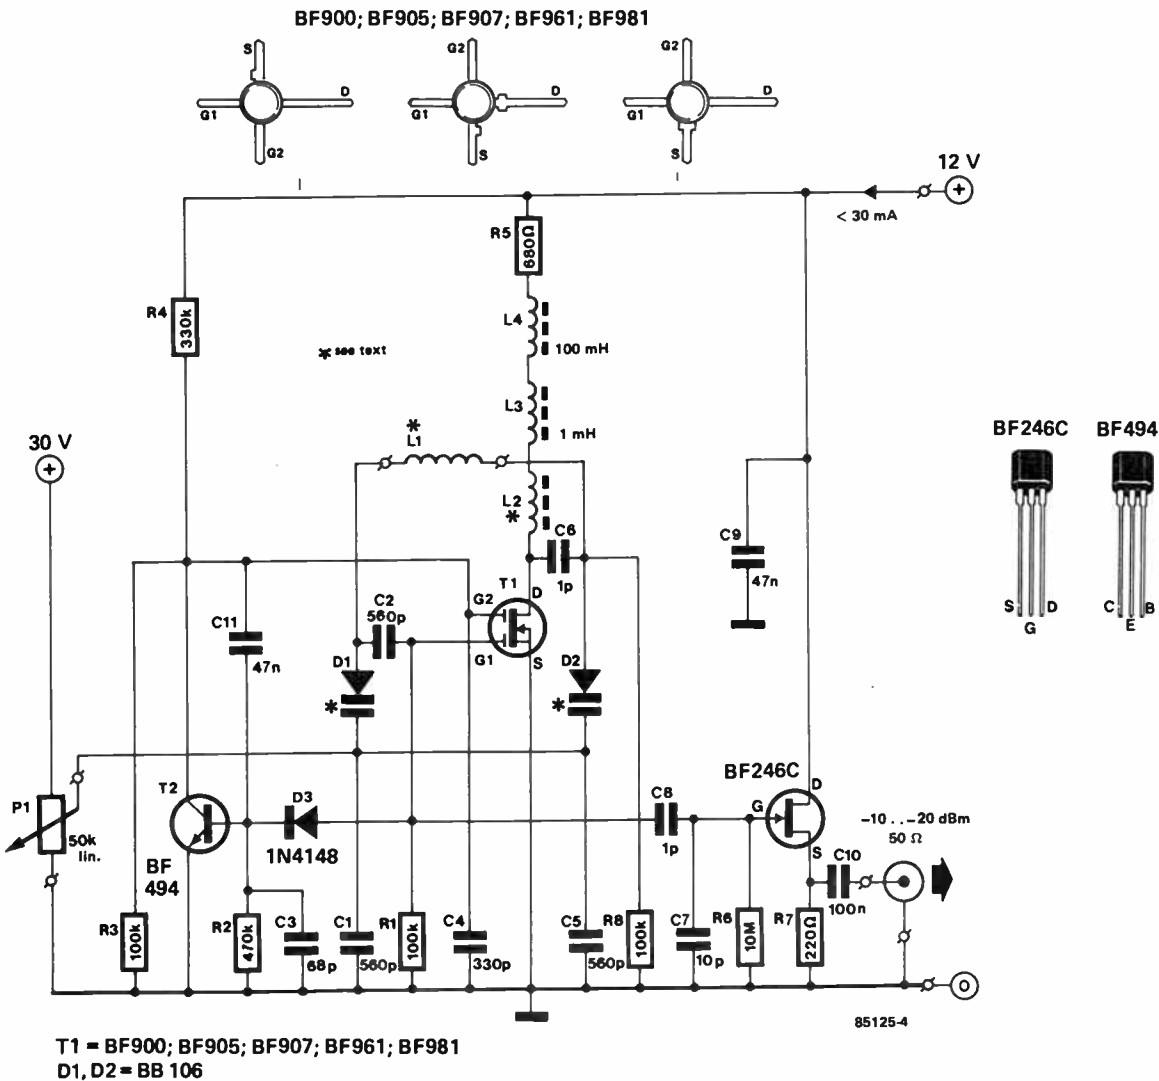 BF900; BF905; BF907; BF961; BF981
S
G1
D
G2
G2
G1
D
S
G2
G1
D
S
12 V
+
< 30 mA
R5
680Ω
R4
330k
L4
100 mH
* see text
L3
1 mH
*
L1
30 V
+
L2
*
C6
1p
C9
47n
BF246C
S
G
D
BF494
C
E
B
C2
560p
T1
G2
D
G1
S
C11
47n
D1
*
D2
*
BF246C
D
G
S
P1
50k
lin.
T2
BF
494
D3
1N4148
C8
1p
–10 . . –20 dBm
50 Ω
C10
100n
R3
100k
R2
470k
C3
68p
C1
560p
R1
100k
C4
330p
C5
560p
R8
100k
C7
10p
R6
10M
R7
220Ω
0
85125-4
T1 = BF900; BF905; BF907; BF961; BF981
D1, D2 = BB 106